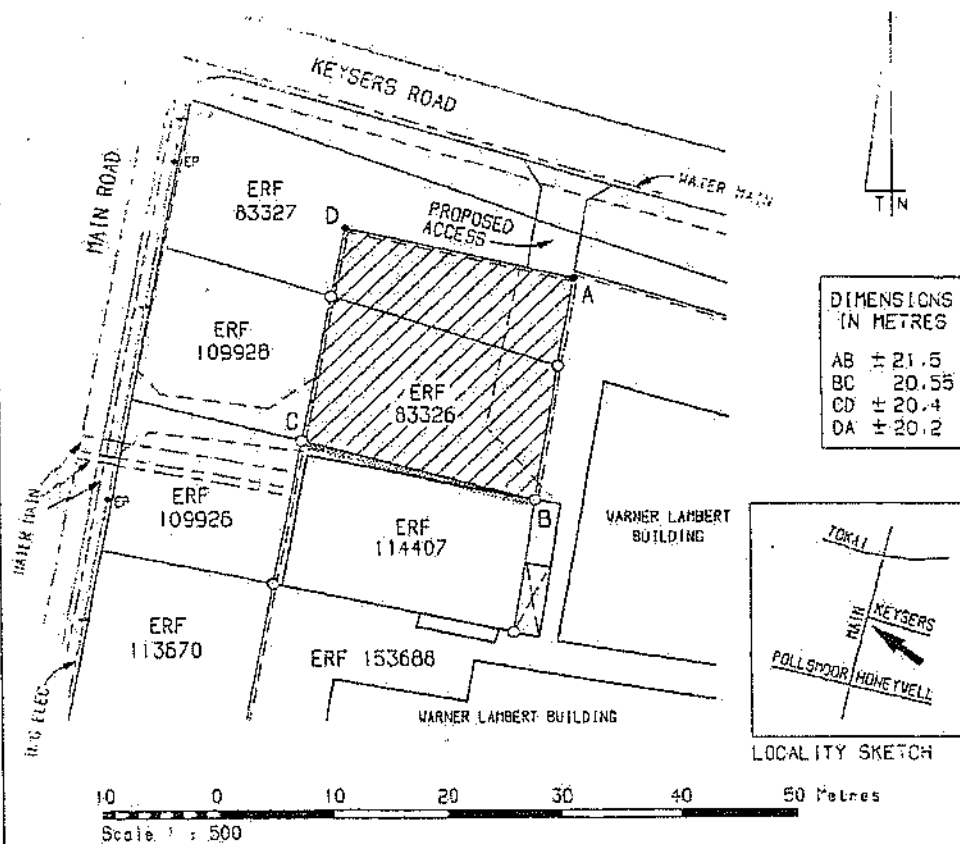 KEYSERS ROAD
MAIN ROAD
EP
ERF
83327
D
PROPOSED
ACCESS
WATER MAIN
T N
A
DIMENSIONS
IN METRES
AB ± 21.5
BC 20.55
CD ± 20.4
DA ± 20.2
ERF
109928
ERF
83326
C
B
WATER MAIN
EP
ERF
109926
ERF
114407
WARNER LAMBERT
BUILDING
ERF
113670
ERF 153688
WARNER LAMBERT BUILDING
U/G ELEC
TOKAI
MAIN
KEYSERS
POLLSMOOR
HONEYWELL
LOCALITY SKETCH
10 0 10 20 30 40 50 Metres
Scale 1 : 500